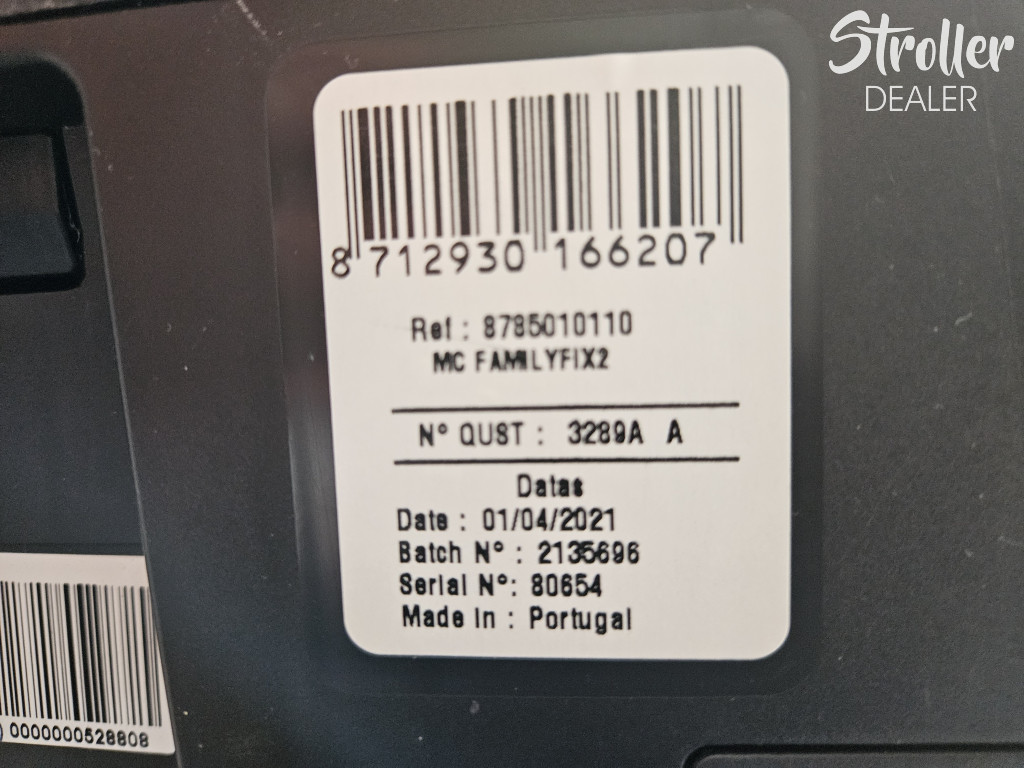 Stroller
DEALER
8 712930 166207
Ref : 8785010110
MC FAMILYFIX2
N° QUST : 3289A A
Datas
Date : 01/04/2021
Batch N° : 2135696
Serial N°: 80654
Made in : Portugal
0000000528808